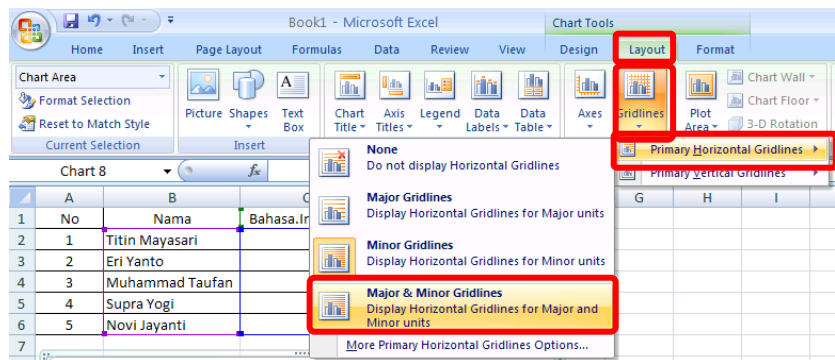 Book1 - Microsoft Excel
Chart Tools
Home Insert Page Layout Formulas Data Review View Design Layout Format
Chart Area
Format Selection
Reset to Match Style
Current Selection
Picture Shapes Text Box
Insert
Chart Title Axis Titles Legend Data Labels Data Table
Axes Gridlines Plot Area
Chart Wall
Chart Floor
3-D Rotation
Primary Horizontal Gridlines
Primary Vertical Gridlines
None
Do not display Horizontal Gridlines
Major Gridlines
Display Horizontal Gridlines for Major units
Minor Gridlines
Display Horizontal Gridlines for Minor units
Major & Minor Gridlines
Display Horizontal Gridlines for Major and
Minor units
More Primary Horizontal Gridlines Options...
Chart 8 fx
A B C G H I
1 No Nama Bahasa.In
2 1 Titin Mayasari
3 2 Eri Yanto
4 3 Muhammad Taufan
5 4 Supra Yogi
6 5 Novi Jayanti
7